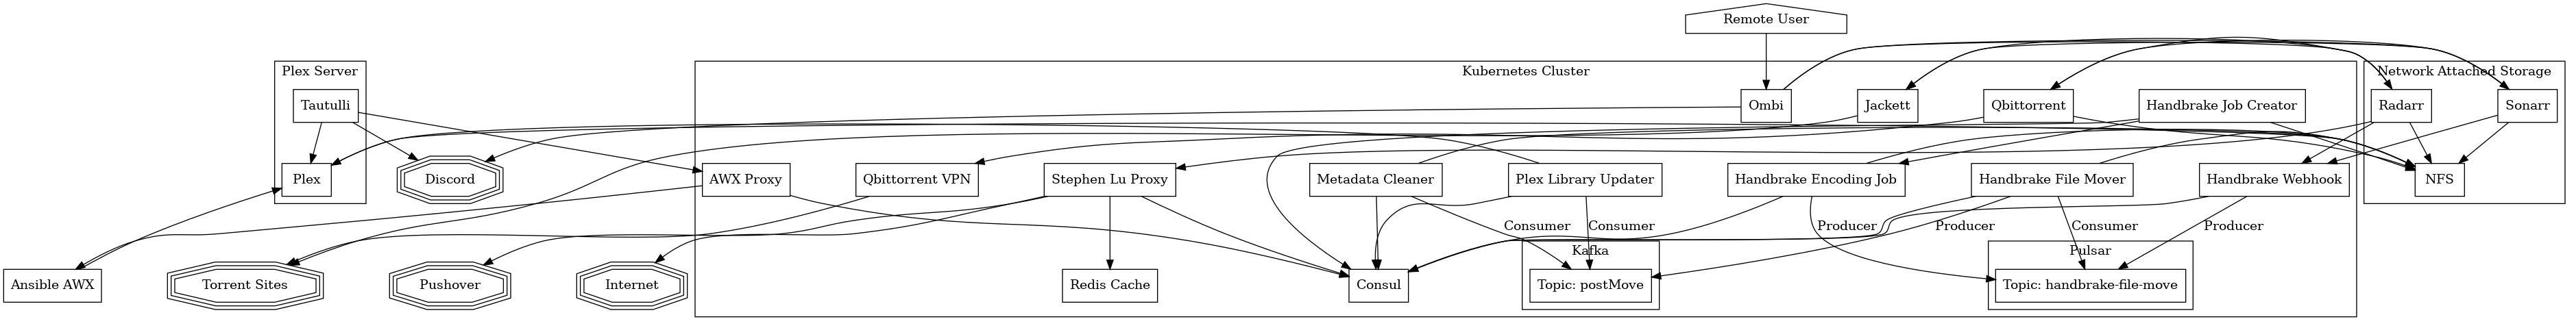 Remote User
Plex Server
Kubernetes Cluster
Network Attached Storage
Tautulli
Ombi
Jackett
Qbittorrent
Handbrake Job Creator
Radarr
Sonarr
Plex
Discord
AWX Proxy
Qbittorrent VPN
Stephen Lu Proxy
Metadata Cleaner
Plex Library Updater
Handbrake Encoding Job
Handbrake File Mover
Handbrake Webhook
NFS
Consumer
Consumer
Producer
Producer
Consumer
Producer
Kafka
Pulsar
Ansible AWX
Torrent Sites
Pushover
Internet
Redis Cache
Consul
Topic: postMove
Topic: handbrake-file-move